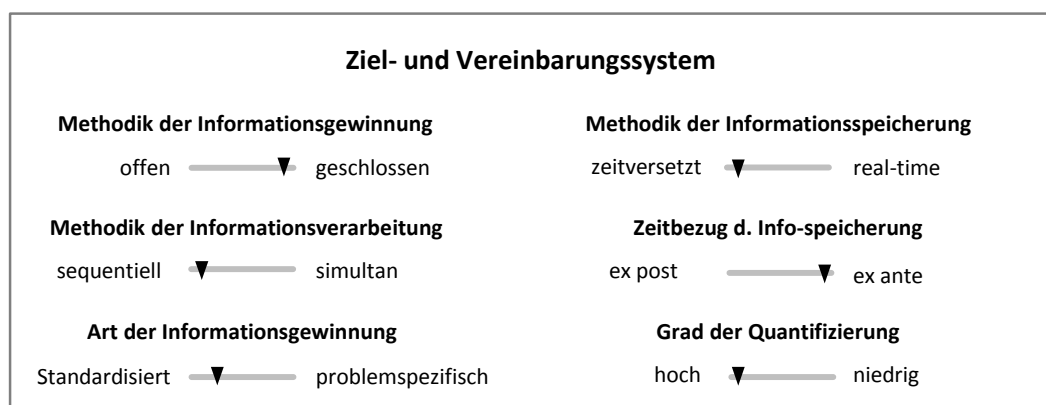 Ziel- und Vereinbarungssystem
Methodik der Informationsgewinnung
offen geschlossen
Methodik der Informationsspeicherung
zeitversetzt real-time
Methodik der Informationsverarbeitung
sequentiell simultan
Zeitbezug d. Info-speicherung
ex post ex ante
Art der Informationsgewinnung
Standardisiert problemspezifisch
Grad der Quantifizierung
hoch niedrig